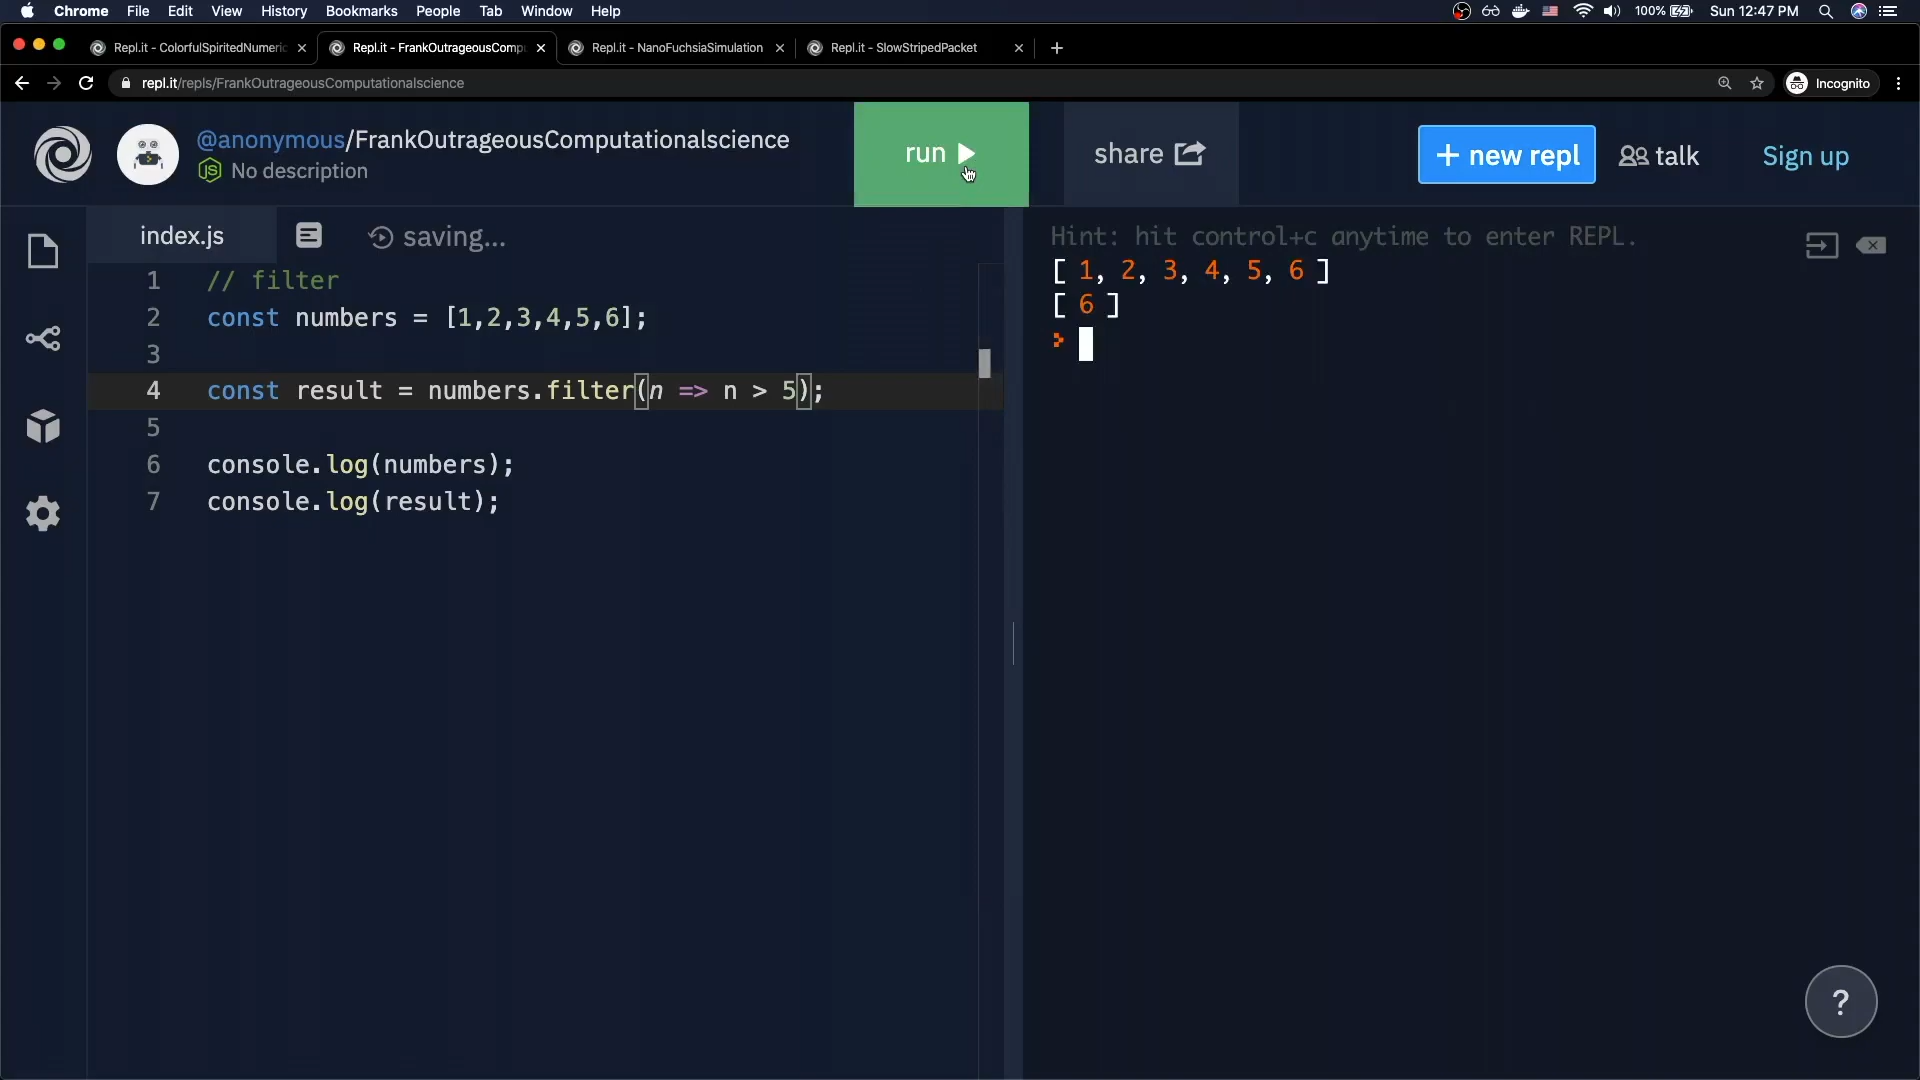 Chrome File Edit View History Bookmarks People Tab Window Help 100% Sun 12:47 PM
Repl.it - ColorfulSpiritedNumeric Repl.it - FrankOutrageousCompu Repl.it - NanoFuchsiaSimulation Repl.it - SlowStripedPacket
repl.it/repls/FrankOutrageousComputationalscience Incognito
@anonymous/FrankOutrageousComputationalscience
No description
run
share
+ new repl
talk
Sign up
index.js
saving...
1 // filter
2 const numbers = [1,2,3,4,5,6];
3
4 const result = numbers.filter(n => n > 5);
5
6 console.log(numbers);
7 console.log(result);
Hint: hit control+c anytime to enter REPL.
[ 1, 2, 3, 4, 5, 6 ]
[ 6 ]
?